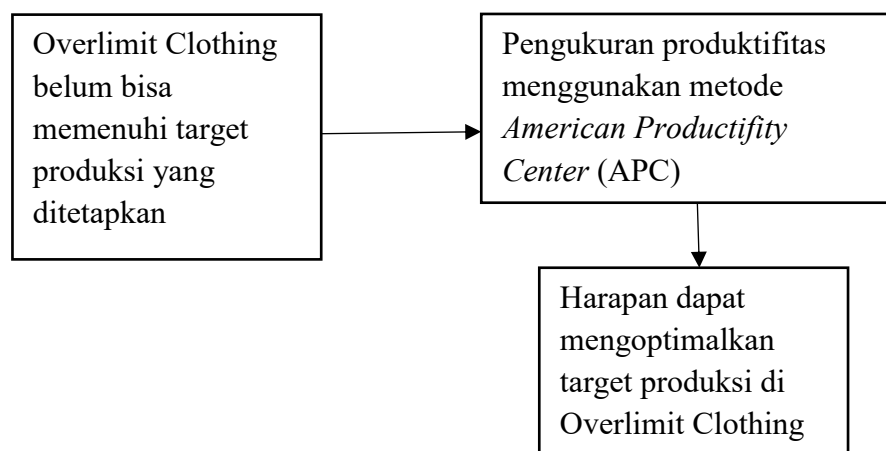 Overlimit Clothing
belum bisa
memenuhi target
produksi yang
ditetapkan
Pengukuran produktifitas
menggunakan metode
American Productifity
Center (APC)
Harapan dapat
mengoptimalkan
target produksi di
Overlimit Clothing